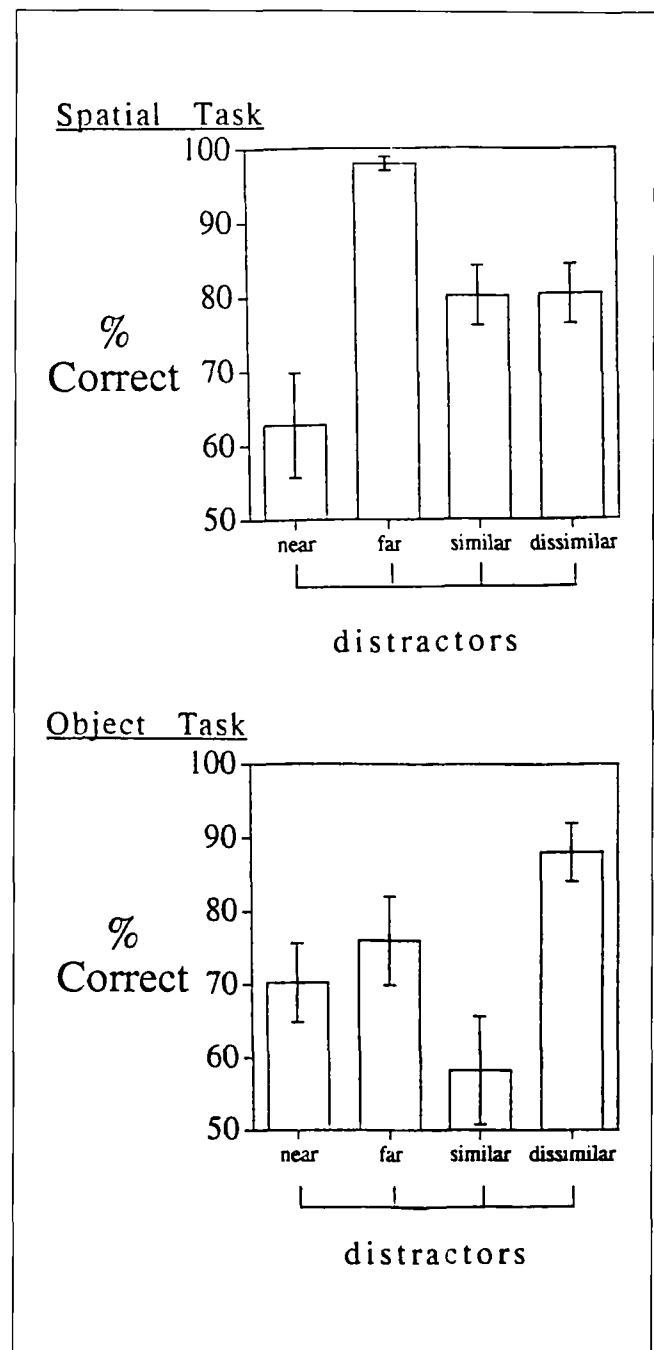 Spatial Task
100
90
80
70
60
50
%
Correct
near far similar dissimilar
distractors
Object Task
100
90
80
70
60
50
%
Correct
near far similar dissimilar
distractors